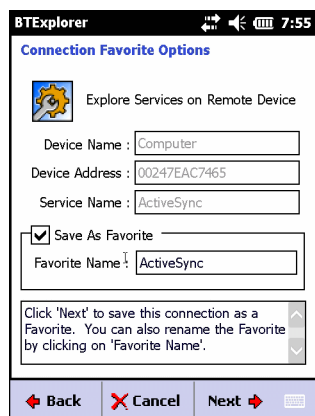 BTExplorer 7:55
Connection Favorite Options
Explore Services on Remote Device
Device Name : Computer
Device Address : 00247EAC7465
Service Name : ActiveSync
Save As Favorite
Favorite Name : ActiveSync
Click 'Next' to save this connection as a
Favorite. You can also rename the Favorite
by clicking on 'Favorite Name'.
Back Cancel Next